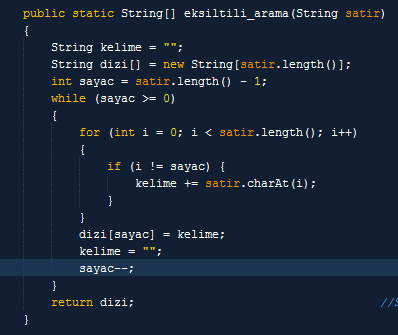 public static String[] eksiltili_arama(String satir)
{
String kelime = "";
String dizi[] = new String[satir.length()];
int sayac = satir.length() - 1;
while (sayac >= 0)
{
for (int i = 0; i < satir.length(); i++)
{
if (i != sayac) {
kelime += satir.charAt(i);
}
}
dizi[sayac] = kelime;
kelime = "";
sayac--;
}
return dizi; //
}